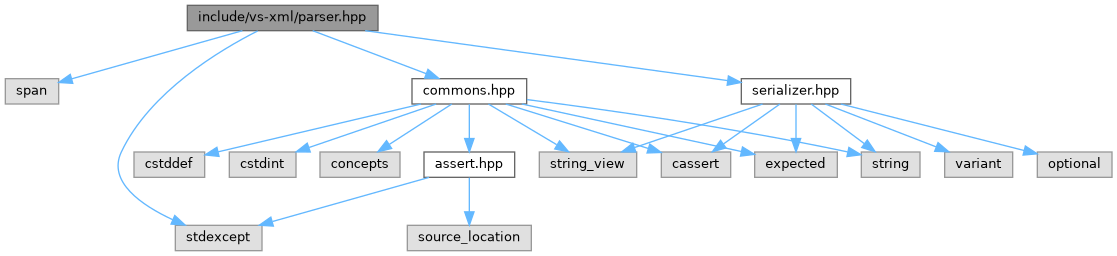 include/vs-xml/parser.hpp
span
commons.hpp
serializer.hpp
cstddef
cstdint
concepts
assert.hpp
string_view
cassert
expected
string
variant
optional
stdexcept
source_location